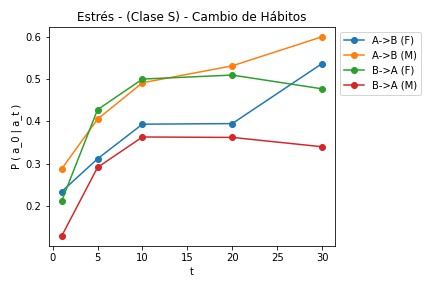 Estrés - (Clase S) - Cambio de Hábitos
0.6
0.5
0.4
0.3
0.2
P ( a_0 | a_t )
0 5 10 15 20 25 30
t
A->B (F)
A->B (M)
B->A (F)
B->A (M)